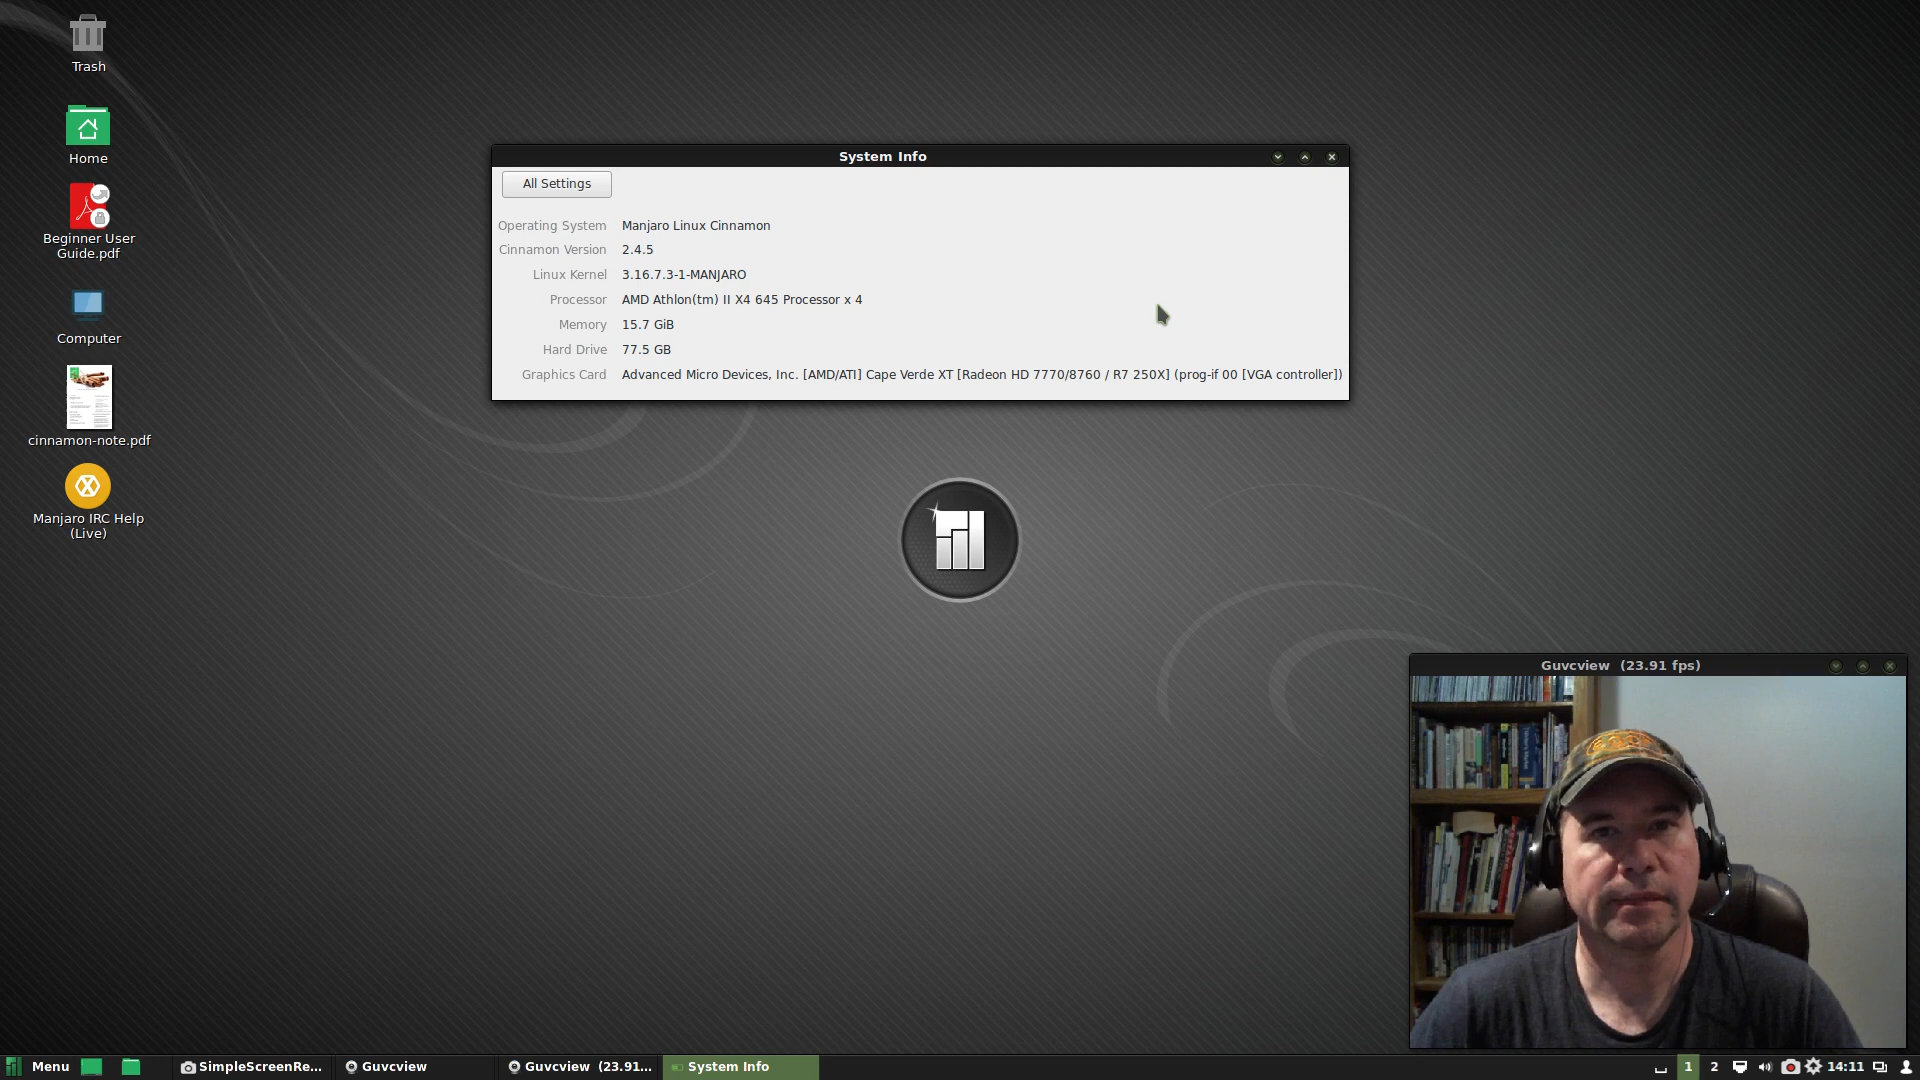 Trash
Home
Beginner User
Guide.pdf
Computer
cinnamon-note.pdf
Manjaro IRC Help
(Live)
System Info
All Settings
Operating System Manjaro Linux Cinnamon
Cinnamon Version 2.4.5
Linux Kernel 3.16.7.3-1-MANJARO
Processor AMD Athlon(tm) II X4 645 Processor x 4
Memory 15.7 GiB
Hard Drive 77.5 GB
Graphics Card Advanced Micro Devices, Inc. [AMD/ATI] Cape Verde XT [Radeon HD 7770/8760 / R7 250X] (prog-if 00 [VGA controller])
Guvcview (23.91 fps)
Menu SimpleScreenRe... Guvcview Guvcview (23.91... System Info 1 2 14:11